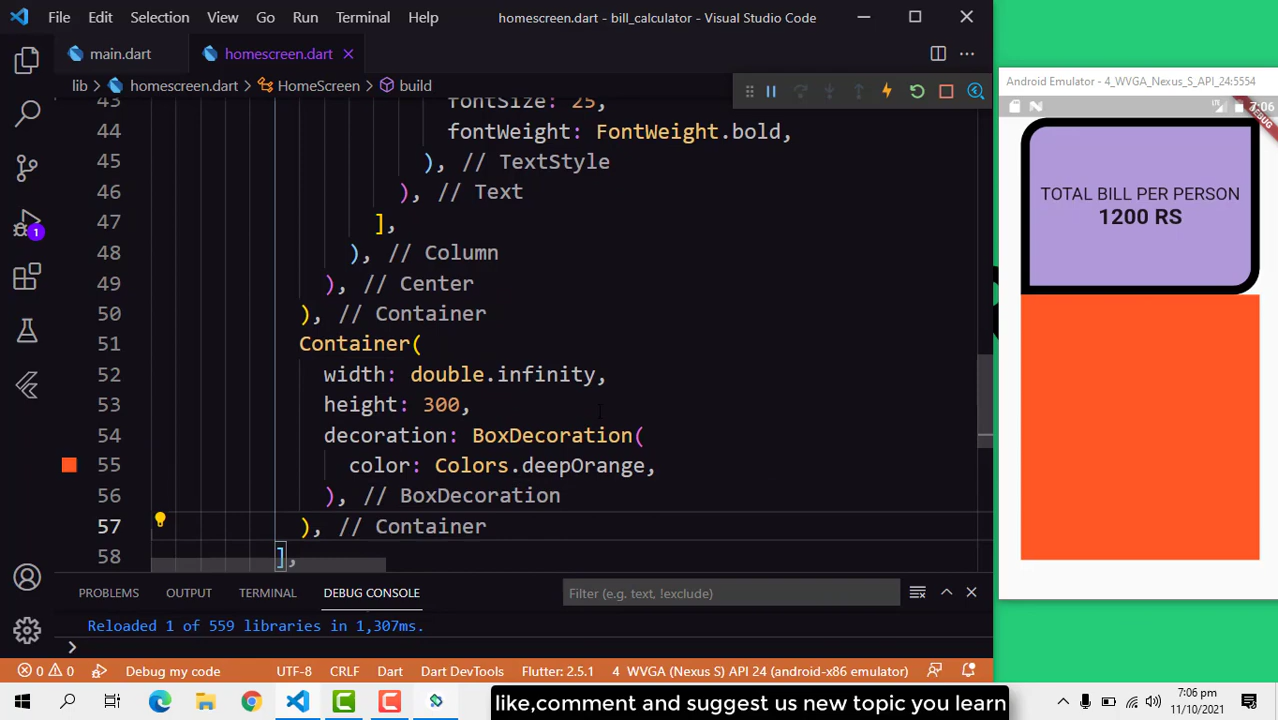 File Edit Selection View Go Run Terminal Help homescreen.dart - bill_calculator - Visual Studio Code
main.dart homescreen.dart
lib homescreen.dart HomeScreen build
43 fontSize: 25,
44 fontWeight: FontWeight.bold,
45 ), // TextStyle
46 ), // Text
47 ],
48 ), // Column
49 ), // Center
50 ), // Container
51 Container(
52 width: double.infinity,
53 height: 300,
54 decoration: BoxDecoration(
55 color: Colors.deepOrange,
56 ), // BoxDecoration
57 ), // Container
58 ],
1
PROBLEMS OUTPUT TERMINAL DEBUG CONSOLE Filter (e.g. text, !exclude)
Reloaded 1 of 559 libraries in 1,307ms.
0 0 Debug my code UTF-8 CRLF Dart Dart DevTools Flutter: 2.5.1 4 WVGA (Nexus S) API 24 (android-x86 emulator)
Android Emulator - 4_WVGA_Nexus_S_API_24:5554
LTE 7:06
DEBUG
TOTAL BILL PER PERSON
1200 RS
like,comment and suggest us new topic you learn
7:06 pm
11/10/2021